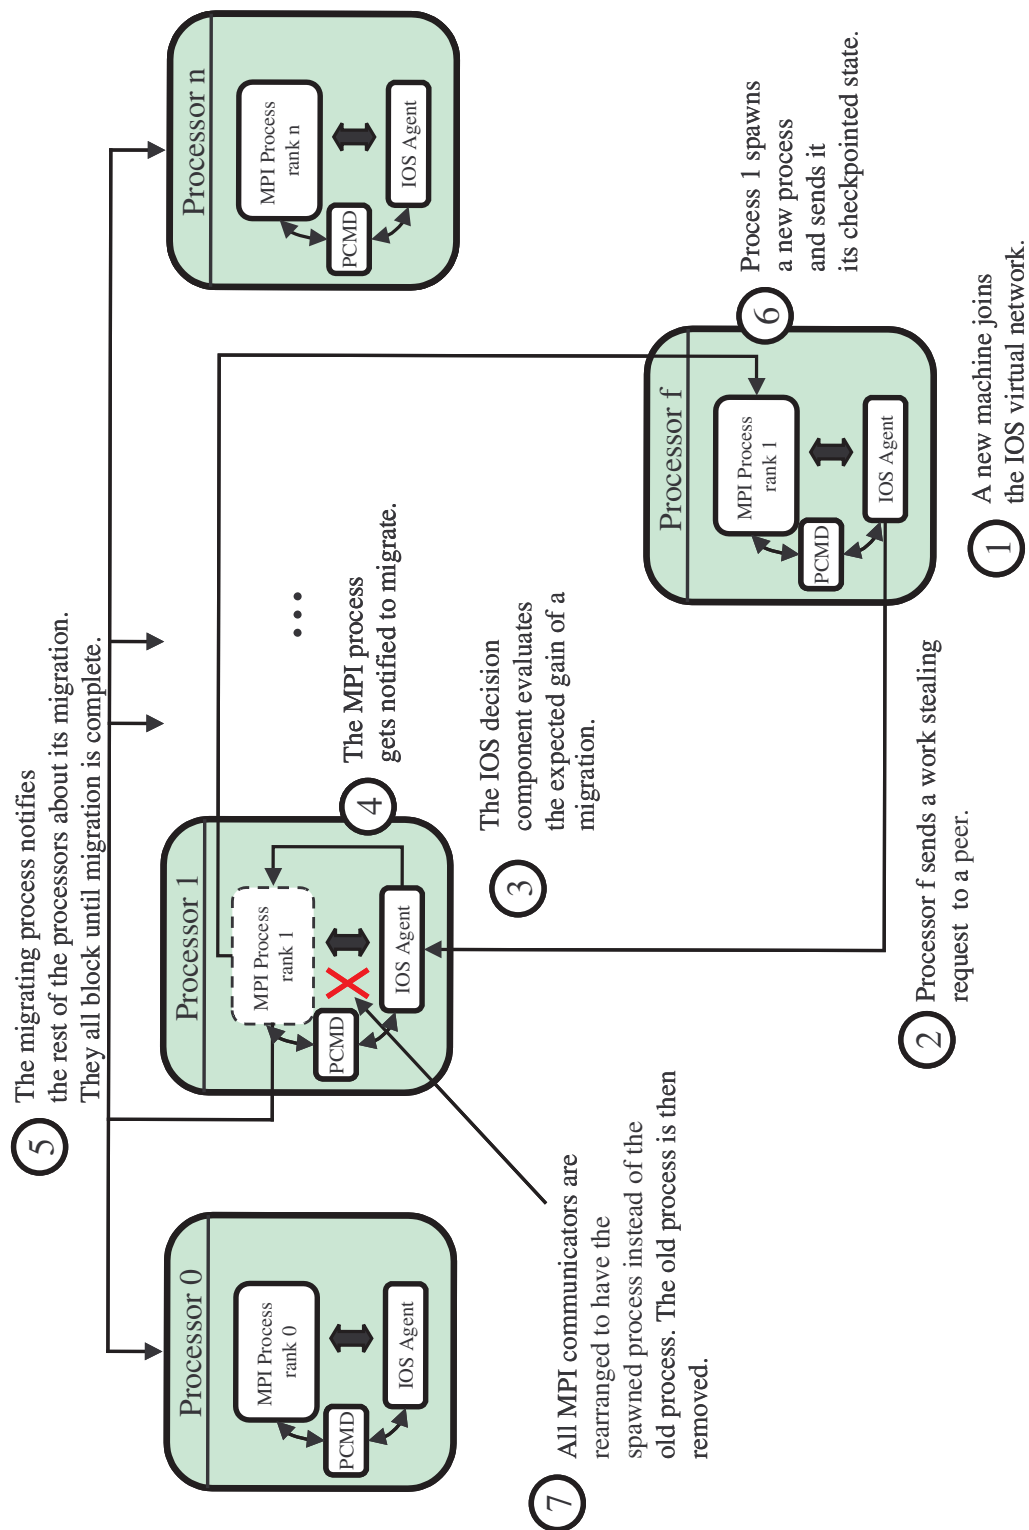 5
The migrating process notifies
the rest of the processors about its migration.
They all block until migration is complete.
Processor 0
MPI Process
rank 0
PCMD
IOS Agent
Processor 1
MPI Process
rank 1
PCMD
IOS Agent
4
The MPI process
gets notified to migrate.
...
Processor n
MPI Process
rank n
PCMD
IOS Agent
7
All MPI communicators are
rearranged to have the
spawned process instead of the
old process. The old process is then
removed.
3
The IOS decision
component evaluates
the expected gain of a
migration.
6
Process 1 spawns
a new process
and sends it
its checkpointed state.
Processor f
MPI Process
rank 1
PCMD
IOS Agent
2
Processor f sends a work stealing
request to a peer.
1
A new machine joins
the IOS virtual network.